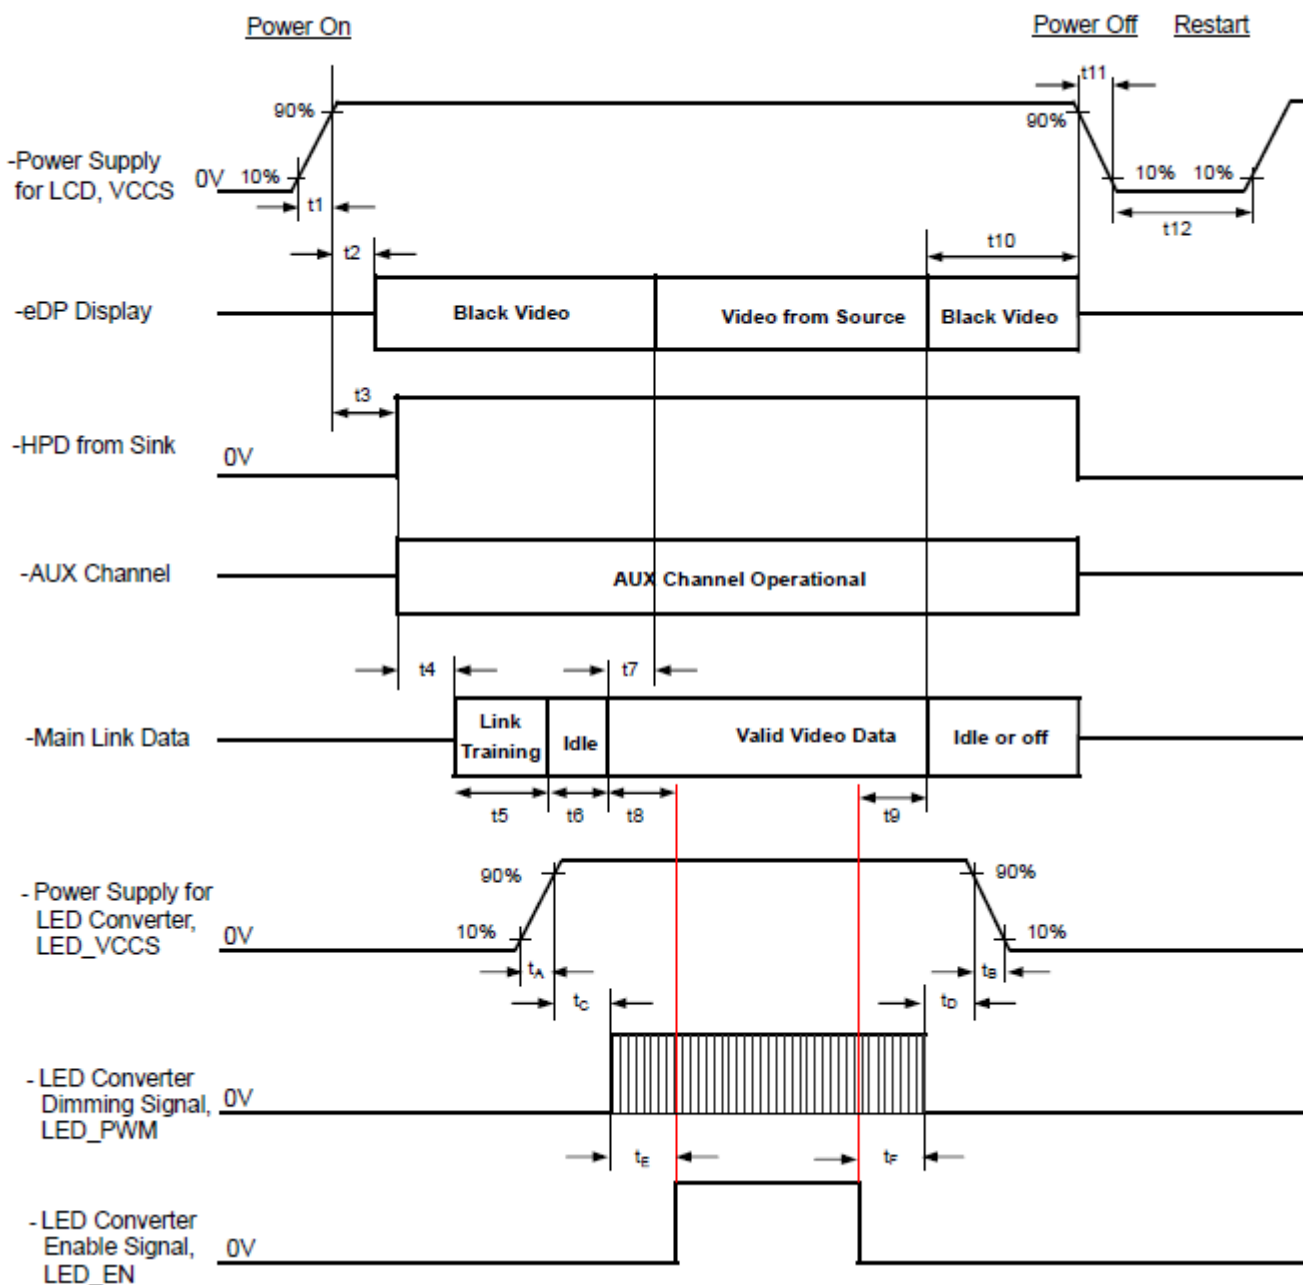 Power On
Power Off
Restart
t11
90%
90%
-Power Supply
for LCD, VCCS
0V
10%
10%
10%
t1
t12
t2
t10
-eDP Display
Black Video
Video from Source
Black Video
t3
-HPD from Sink
0V
-AUX Channel
AUX Channel Operational
t4
t7
-Main Link Data
Link
Training
Idle
Valid Video Data
Idle or off
t5
t6
t8
t9
- Power Supply for
LED Converter,
LED_VCCS
0V
90%
90%
10%
10%
tA
tB
tC
tD
- LED Converter
Dimming Signal,
LED_PWM
0V
tE
tF
- LED Converter
Enable Signal,
LED_EN
0V